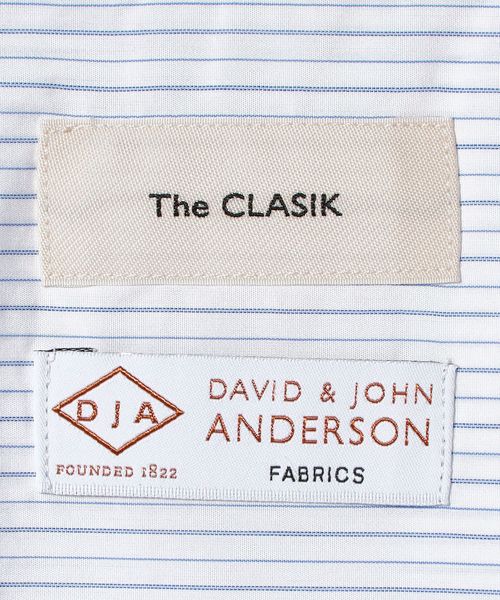 The CLASIK
DJA
FOUNDED 1822
DAVID & JOHN
ANDERSON
FABRICS